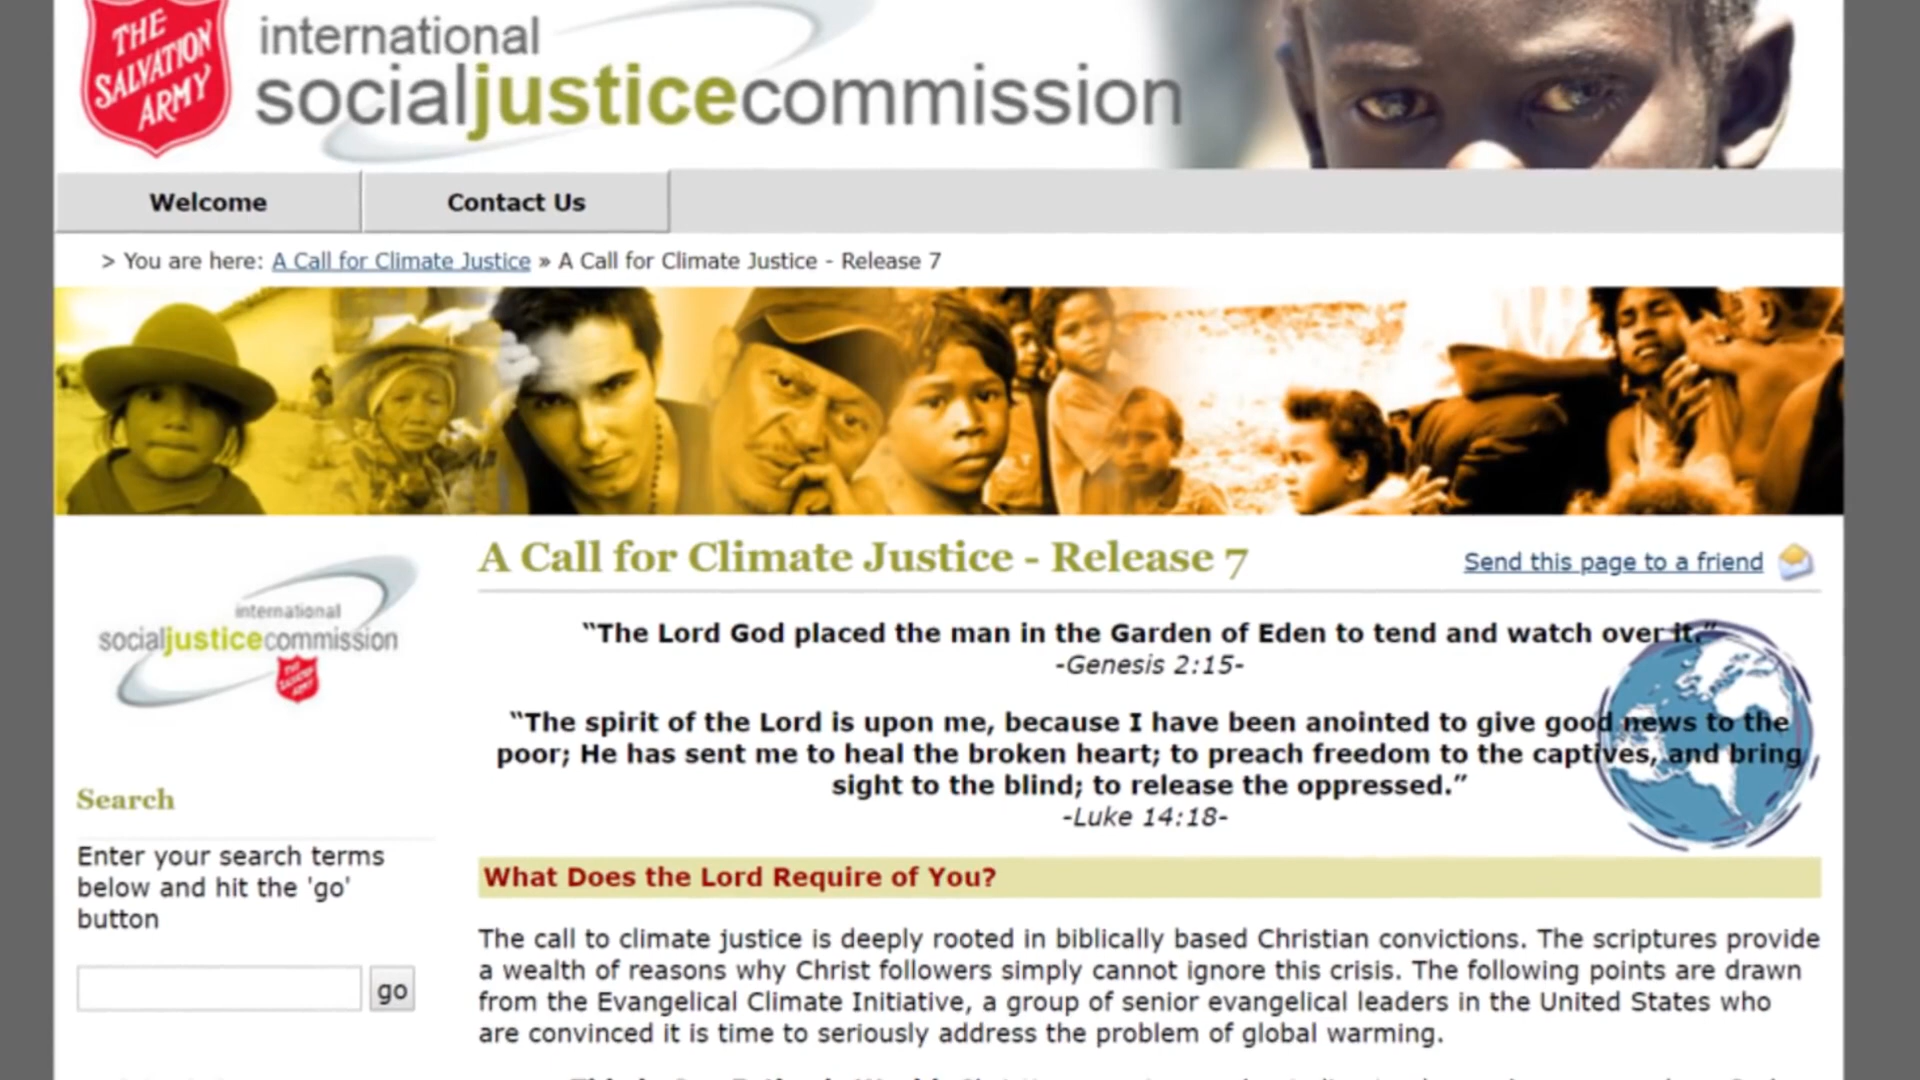 THE
SALVATION
ARMY
international
socialjusticecommission
Welcome
Contact Us
> You are here: A Call for Climate Justice » A Call for Climate Justice - Release 7
international
socialjusticecommission
THE
SALVATION
ARMY
A Call for Climate Justice - Release 7
Send this page to a friend
“The Lord God placed the man in the Garden of Eden to tend and watch over it.”
-Genesis 2:15-
“The spirit of the Lord is upon me, because I have been anointed to give good news to the
poor; He has sent me to heal the broken heart; to preach freedom to the captives, and bring
sight to the blind; to release the oppressed.”
-Luke 14:18-
Search
Enter your search terms
below and hit the 'go'
button
go
What Does the Lord Require of You?
The call to climate justice is deeply rooted in biblically based Christian convictions. The scriptures provide
a wealth of reasons why Christ followers simply cannot ignore this crisis. The following points are drawn
from the Evangelical Climate Initiative, a group of senior evangelical leaders in the United States who
are convinced it is time to seriously address the problem of global warming.